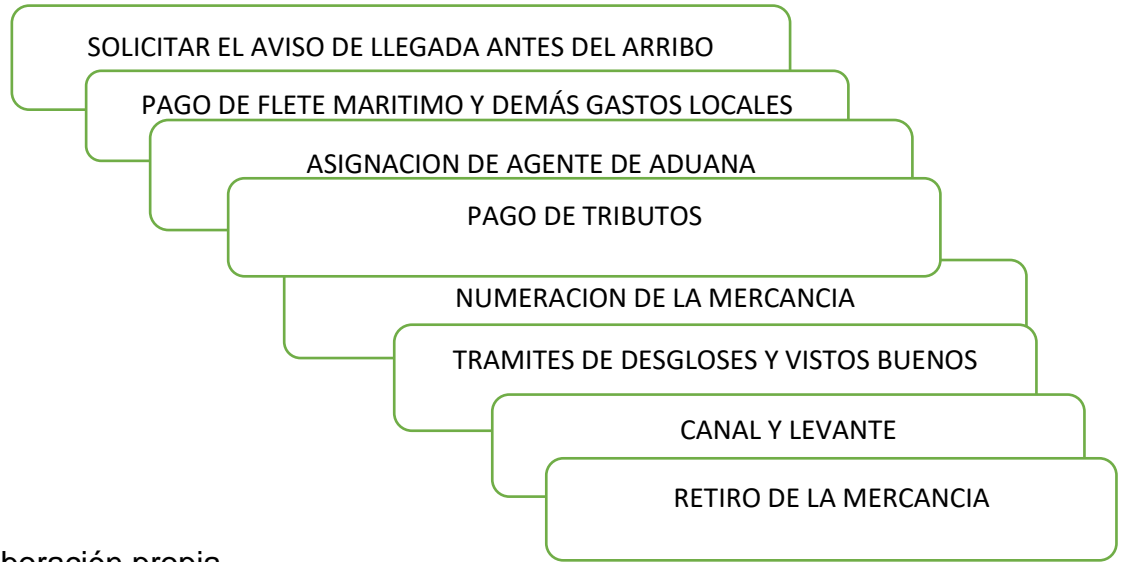 SOLICITAR EL AVISO DE LLEGADA ANTES DEL ARRIBO
PAGO DE FLETE MARITIMO Y DEMÁS GASTOS LOCALES
ASIGNACION DE AGENTE DE ADUANA
PAGO DE TRIBUTOS
NUMERACION DE LA MERCANCIA
TRAMITES DE DESGLOSES Y VISTOS BUENOS
CANAL Y LEVANTE
RETIRO DE LA MERCANCIA
propia